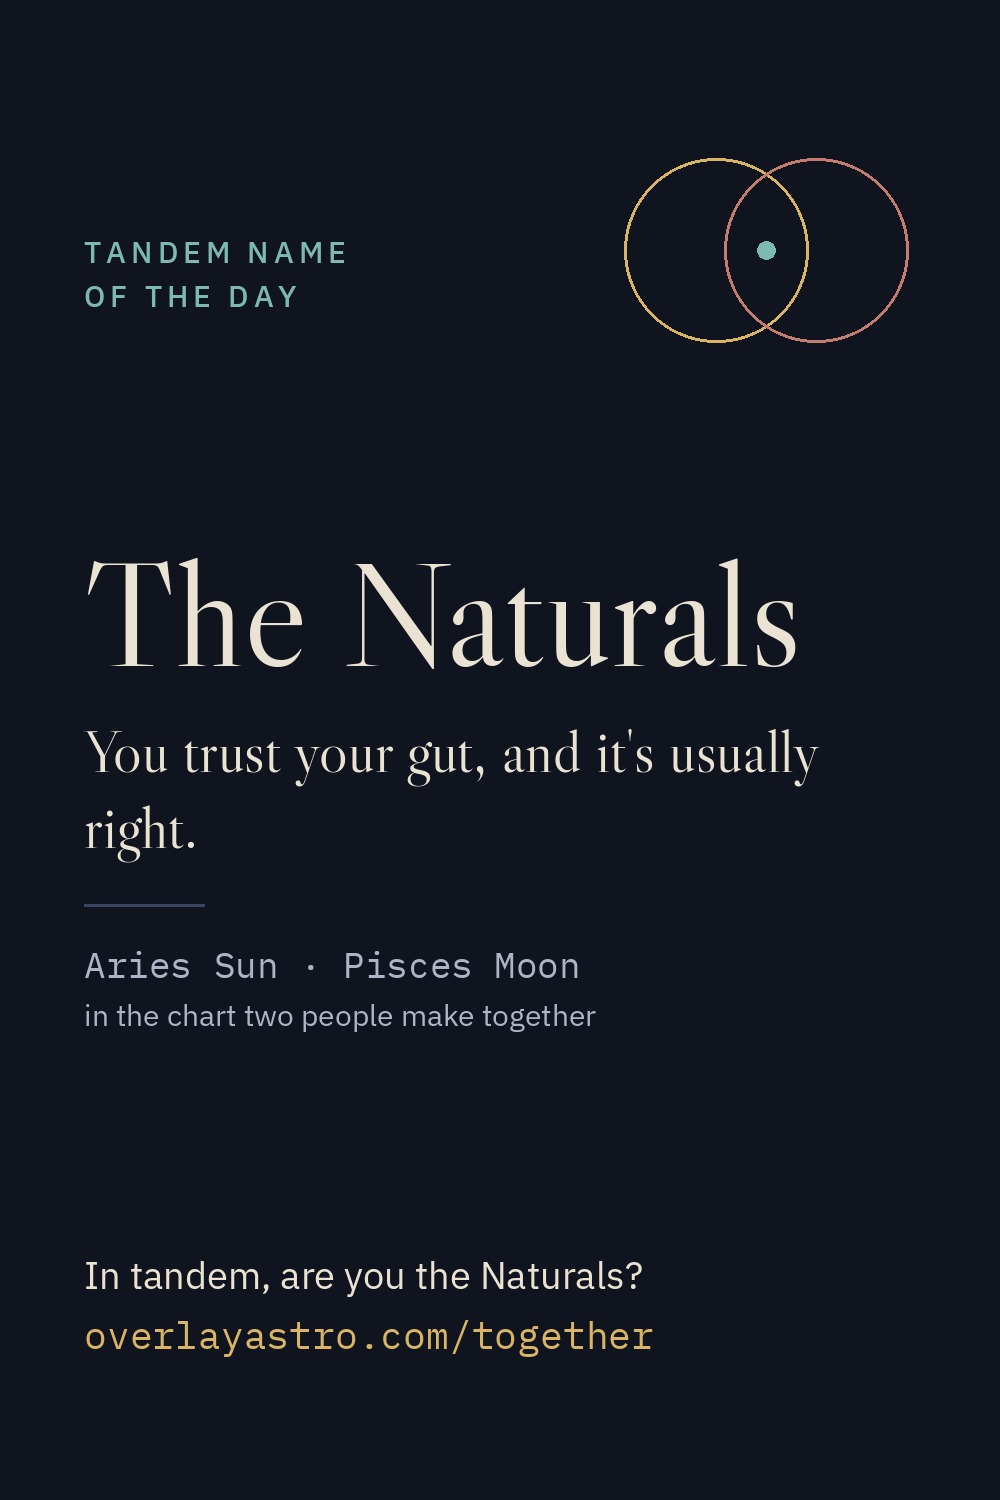 TANDEM NAME
OF THE DAY
The Naturals
You trust your gut, and it's usually
right.
Aries Sun · Pisces Moon
in the chart two people make together
In tandem, are you the Naturals?
overlayastro.com/together